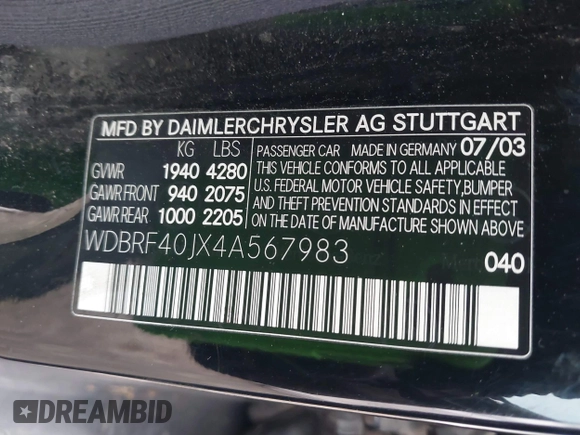 MFD BY DAIMLERCHRYSLER AG STUTTGART
KG LBS
GVWR 1940 4280
GAWR FRONT 940 2075
GAWR REAR 1000 2205
PASSENGER CAR MADE IN GERMANY 07/03
THIS VEHICLE CONFORMS TO ALL APPLICABLE
U.S. FEDERAL MOTOR VEHICLE SAFETY, BUMPER
AND THEFT PREVENTION STANDARDS IN EFFECT
ON THE DATE OF MANUFACTURE SHOWN ABOVE
WDBRF40JX4A567983
040
DREAMBID